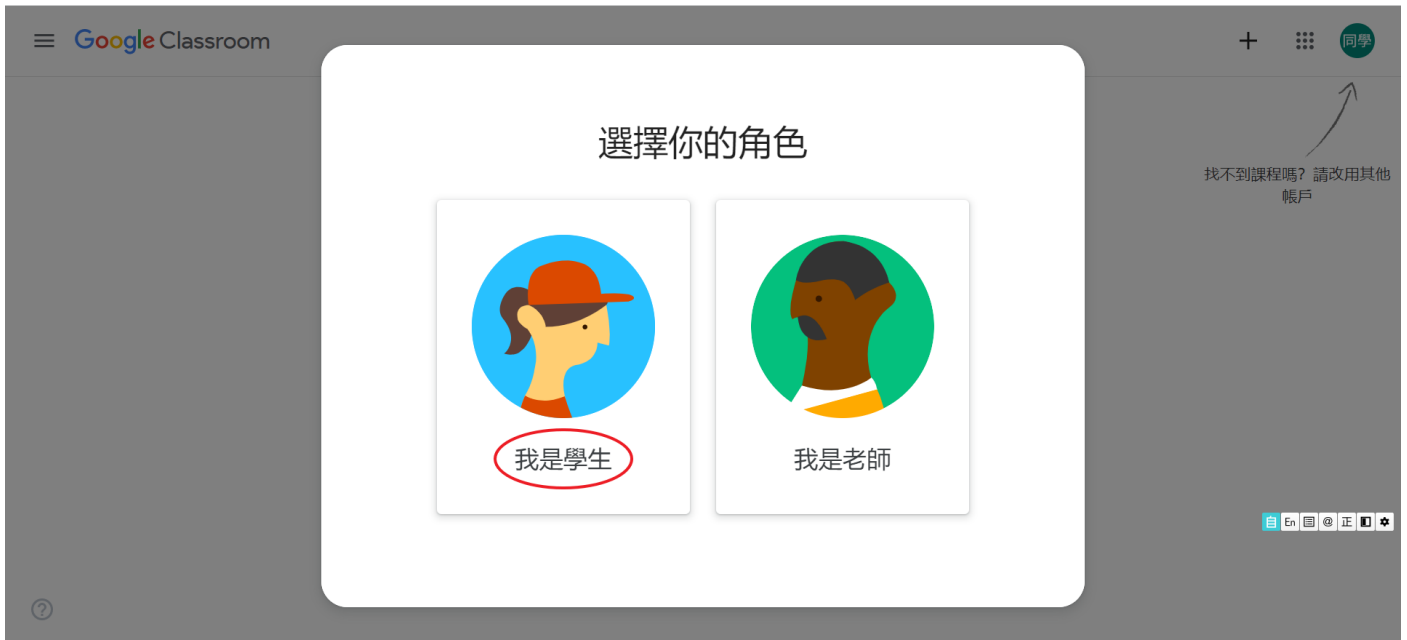 Google Classroom
同學
選擇你的角色
找不到課程嗎? 請改用其他
帳戶
我是學生
我是老師
自 En @ 正
?